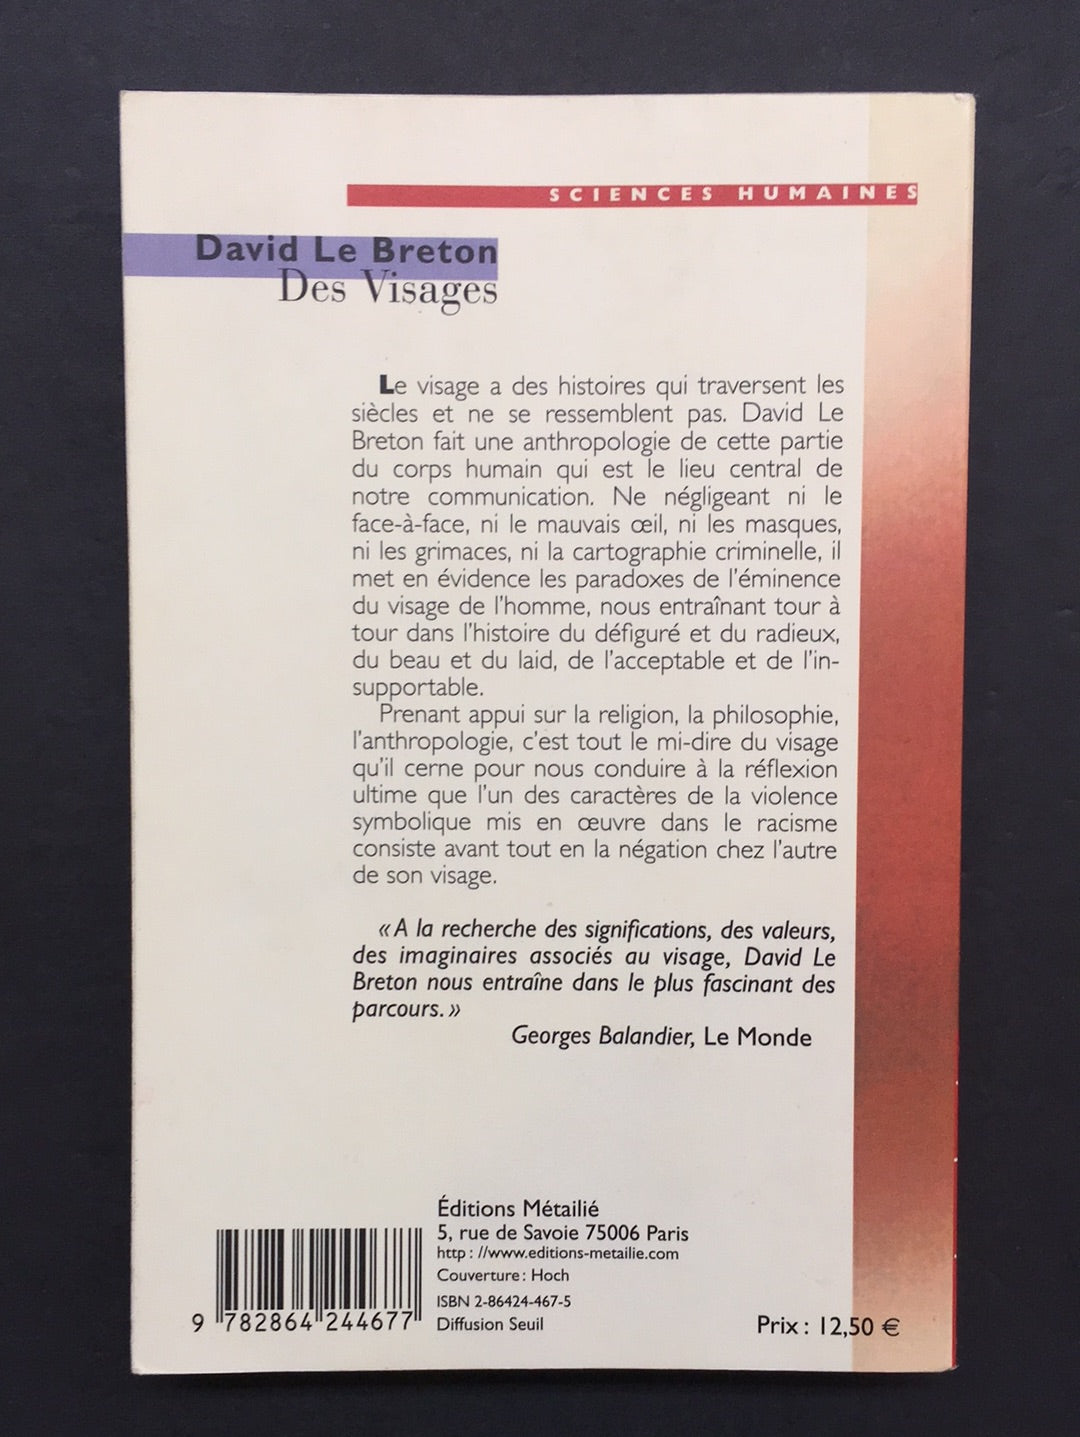 SCIENCES HUMAINES
David Le Breton
Des Visages
Le visage a des histoires qui traversent les
siècles et ne se ressemblent pas. David Le
Breton fait une anthropologie de cette partie
du corps humain qui est le lieu central de
notre communication. Ne négligeant ni le
face-à-face, ni le mauvais œil, ni les masques,
ni les grimaces, ni la cartographie criminelle, il
met en évidence les paradoxes de l'éminence
du visage de l'homme, nous entraînant tour à
tour dans l'histoire du défiguré et du radieux,
du beau et du laid, de l'acceptable et de l'in-
supportable.
Prenant appui sur la religion, la philosophie,
l'anthropologie, c'est tout le mi-dire du visage
qu'il cerne pour nous conduire à la réflexion
ultime que l'un des caractères de la violence
symbolique mis en œuvre dans le racisme
consiste avant tout en la négation chez l'autre
de son visage.
« A la recherche des significations, des valeurs,
des imaginaires associés au visage, David Le
Breton nous entraîne dans le plus fascinant des
parcours. »
Georges Balandier, Le Monde
Éditions Métailié
5, rue de Savoie 75006 Paris
http : //www.editions-metailie.com
Couverture : Hoch
ISBN 2-86424-467-5
Diffusion Seuil
9 782864 244677
Prix : 12,50 €